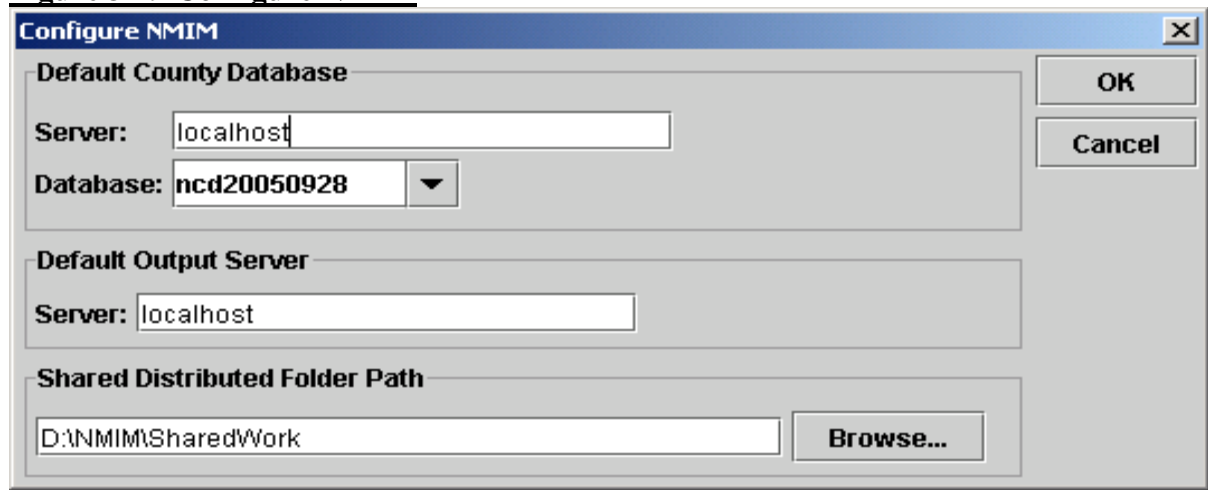 Configure NMIM
Default County Database
OK
Server: localhost
Cancel
Database: ncd20050928
Default Output Server
Server: localhost
Shared Distributed Folder Path
D:\NMIM\SharedWork Browse...